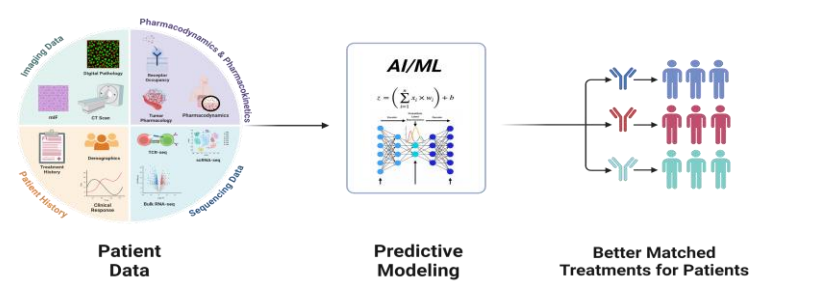 Pharmacodynamics & Pharmacokinetics
Imaging Data
Digital Pathology
Receptor
Occupancy
mIF
CT Scan
Tumor
Pharmacology
Pharmacodynamics
Treatment
History
Demographics
TCR-seq
scRNA-seq
Clinical
Response
Bulk RNA-seq
Patient History
Sequencing Data
Patient
Data
AI/ML
Predictive
Modeling
Better Matched
Treatments for Patients